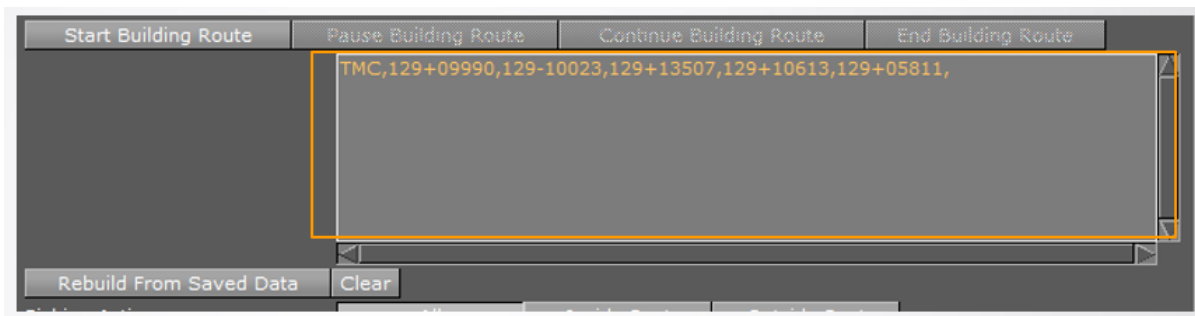 Start Building Route Pause Building Route Continue Building Route End Building Route
TMC,129+09990,129-10023,129+13507,129+10613,129+05811,
Rebuild From Saved Data Clear